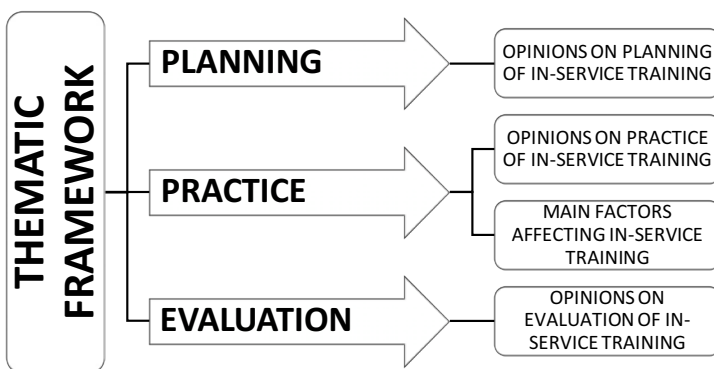 THEMATIC
FRAMEWORK
PLANNING
OPINIONS ON PLANNING
OF IN-SERVICE TRAINING
PRACTICE
OPINIONS ON PRACTICE
OF IN-SERVICE TRAINING
MAIN FACTORS
AFFECTING IN-SERVICE
TRAINING
EVALUATION
OPINIONS ON
EVALUATION OF IN-
SERVICE TRAINING